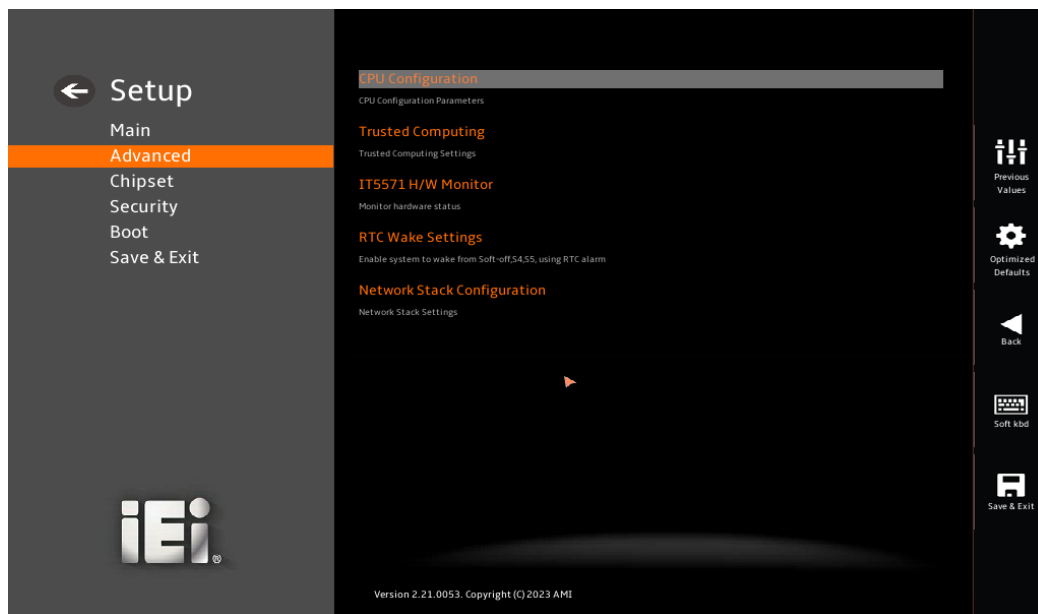 Setup
Main
Advanced
Chipset
Security
Boot
Save & Exit
CPU Configuration
CPU Configuration Parameters
Trusted Computing
Trusted Computing Settings
IT5571 H/W Monitor
Monitor hardware status
RTC Wake Settings
Enable system to wake from Soft-off,S4,S5, using RTC alarm
Network Stack Configuration
Network Stack Settings
Previous
Values
Optimized
Defaults
Back
Soft kbd
Save & Exit
iEi®
Version 2.21.0053. Copyright (C) 2023 AMI